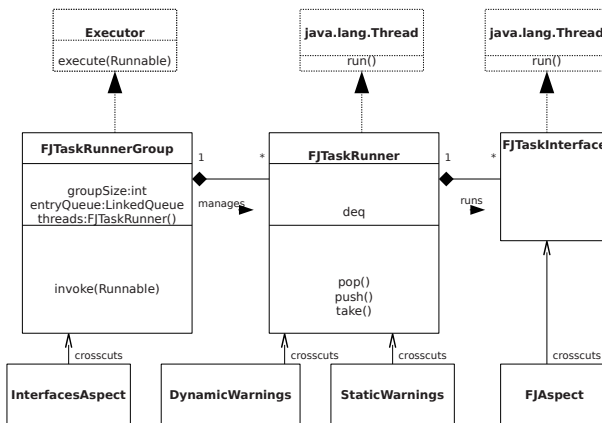 Executor
execute(Runnable)
java.lang.Thread
run()
java.lang.Thread
run()
FJTaskRunnerGroup
groupSize:int
entryQueue:LinkedQueue
threads:FJTaskRunner()
invoke(Runnable)
1
*
manages
FJTaskRunner
deq
pop()
push()
take()
1
*
runs
FJTaskInterface
crosscuts
crosscuts
crosscuts
crosscuts
InterfacesAspect
DynamicWarnings
StaticWarnings
FJAspect